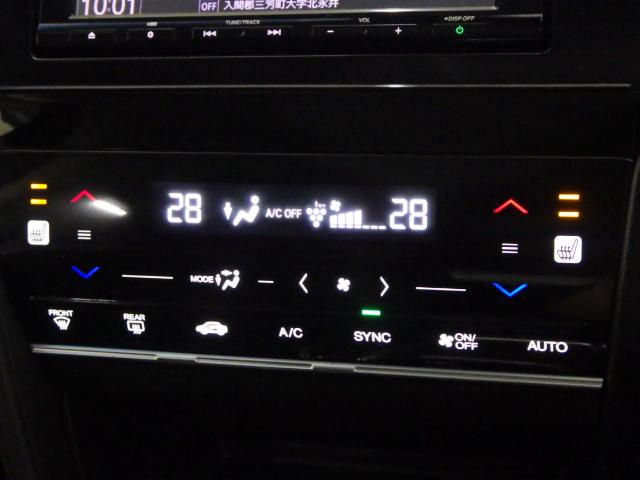 10:01
OFF 入間郡三芳町大字北永井
TUNE/TRACK VOL DISP OFF
28 A/C OFF 28
MODE
FRONT REAR A/C SYNC ON/OFF AUTO